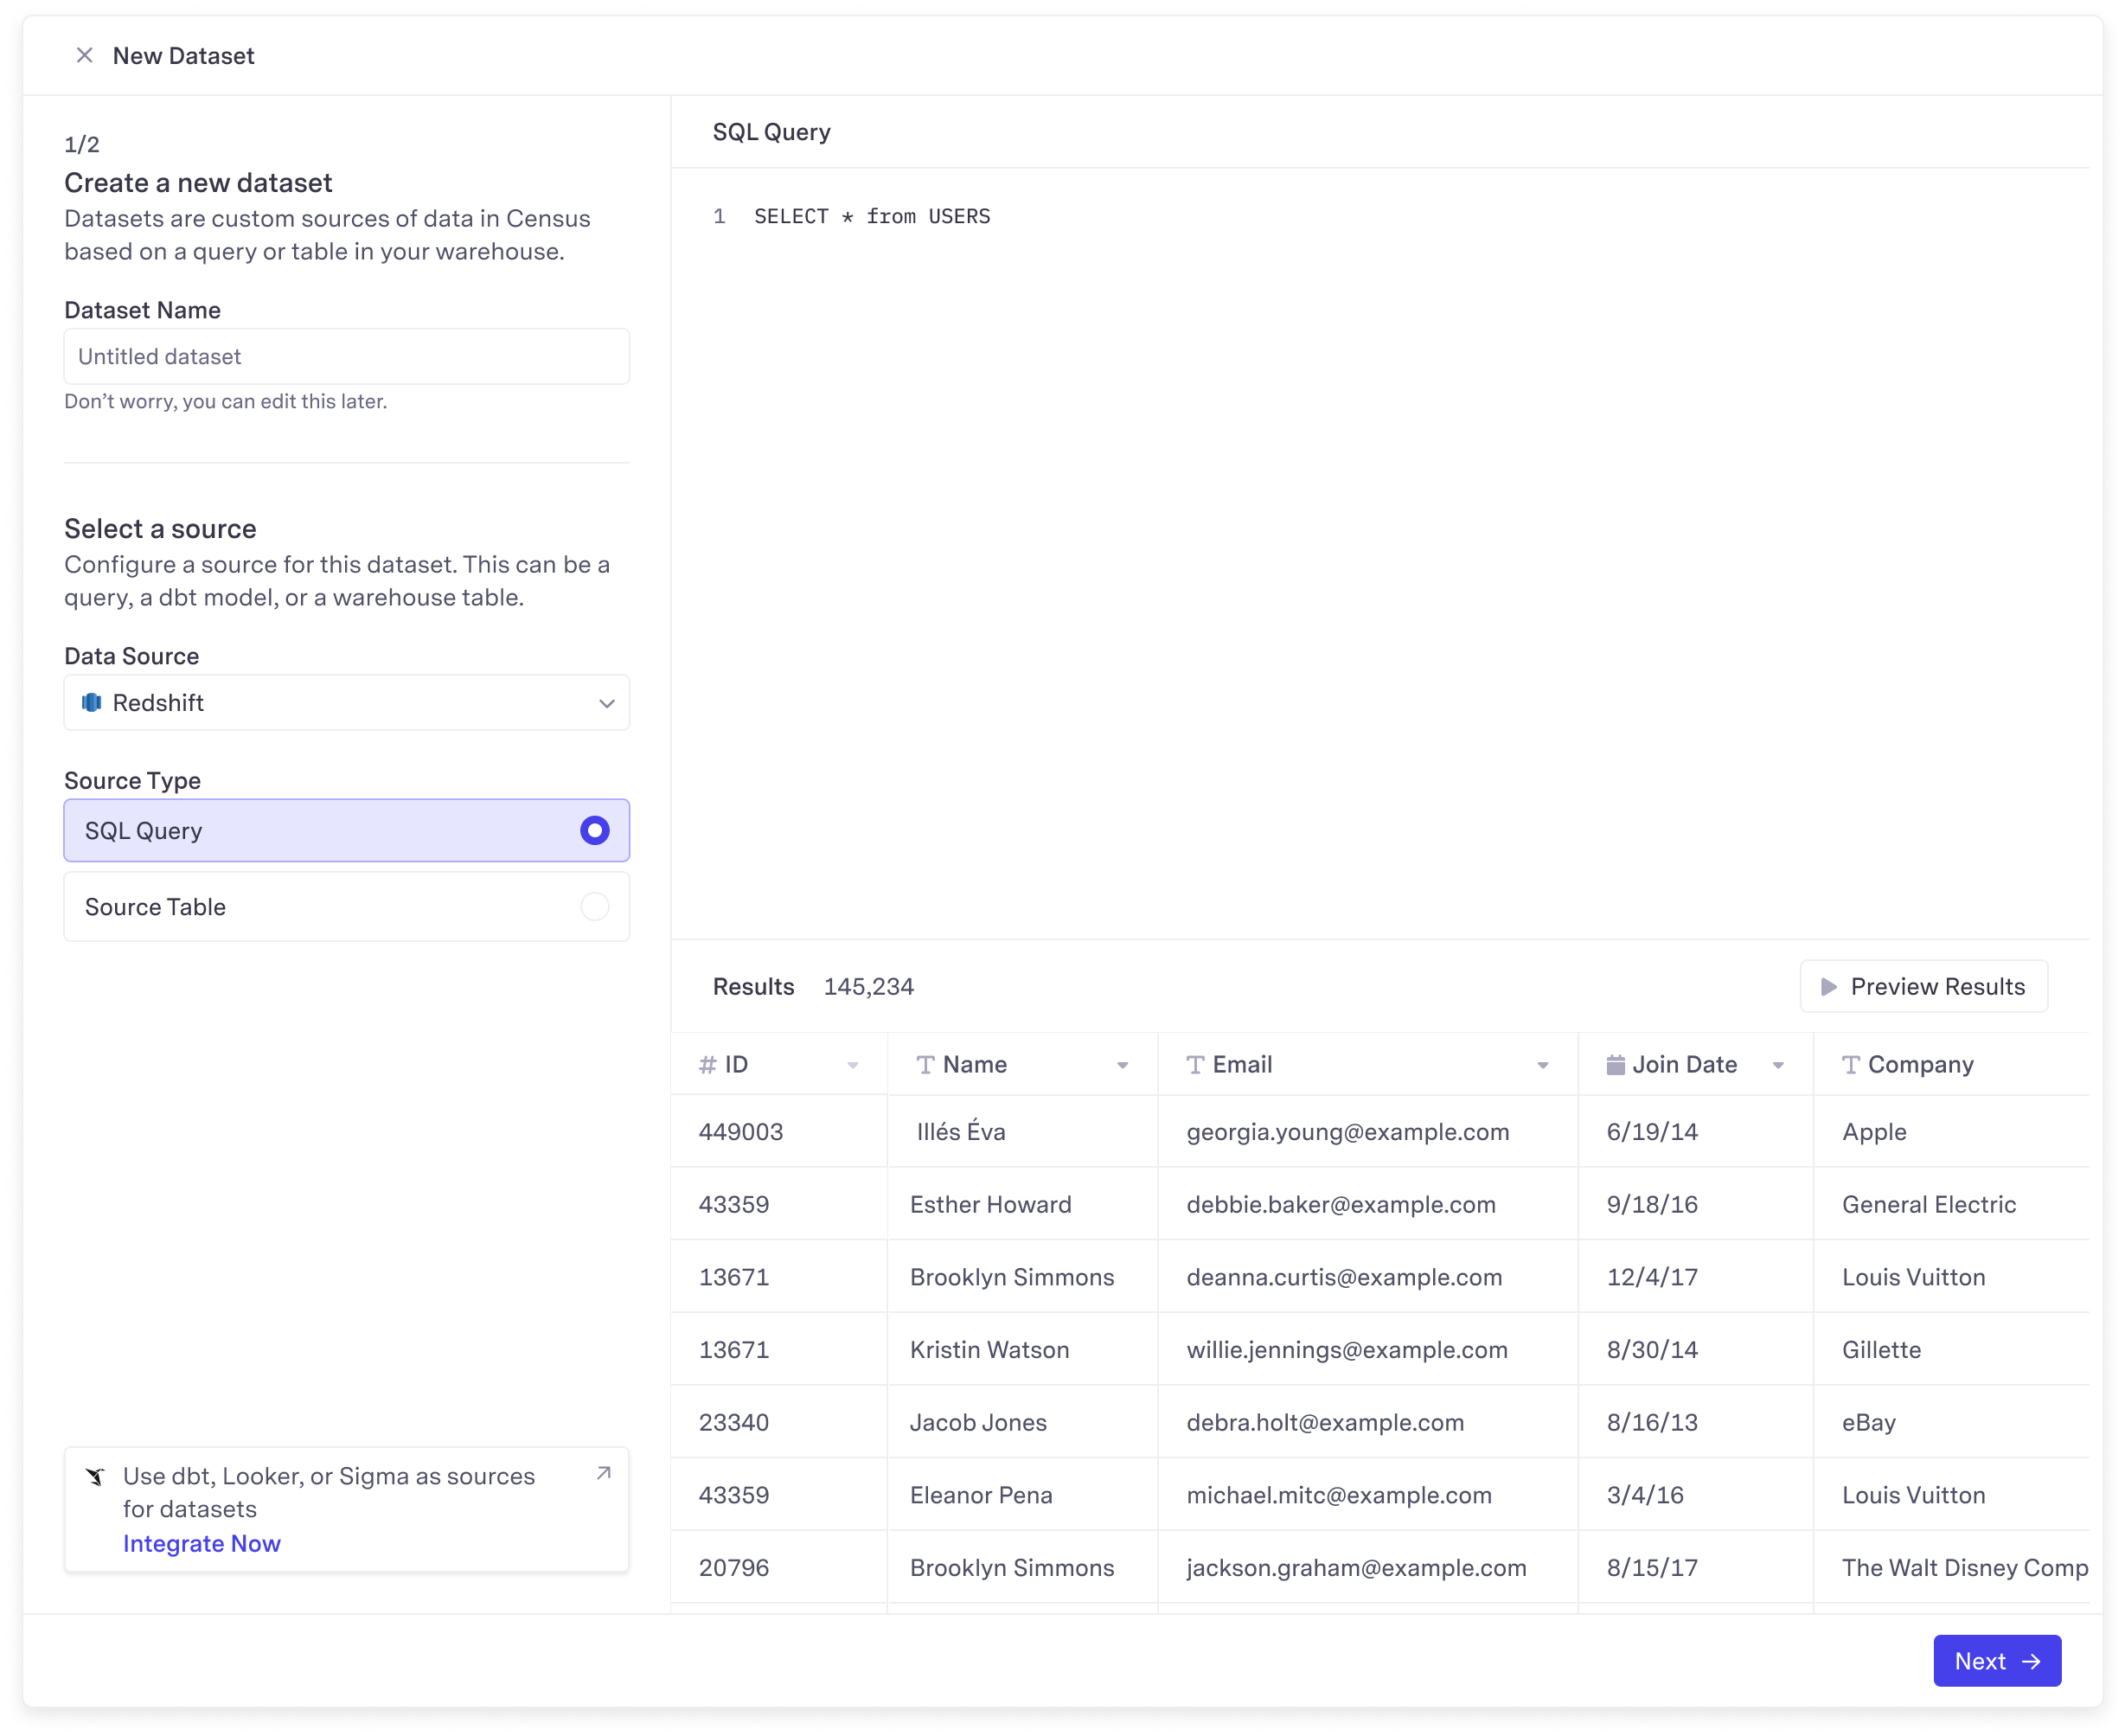 New Dataset
1/2
Create a new dataset
Datasets are custom sources of data in Census
based on a query or table in your warehouse.
Dataset Name
Untitled dataset
Don’t worry, you can edit this later.
Select a source
Configure a source for this dataset. This can be a
query, a dbt model, or a warehouse table.
Data Source
Redshift
Source Type
SQL Query
Source Table
Use dbt, Looker, or Sigma as sources
for datasets
Integrate Now
SQL Query
1 SELECT * from USERS
Results 145,234
Preview Results
# ID T Name T Email Join Date T Company
449003 Illés Éva georgia.young@example.com 6/19/14 Apple
43359 Esther Howard debbie.baker@example.com 9/18/16 General Electric
13671 Brooklyn Simmons deanna.curtis@example.com 12/4/17 Louis Vuitton
13671 Kristin Watson willie.jennings@example.com 8/30/14 Gillette
23340 Jacob Jones debra.holt@example.com 8/16/13 eBay
43359 Eleanor Pena michael.mitc@example.com 3/4/16 Louis Vuitton
20796 Brooklyn Simmons jackson.graham@example.com 8/15/17 The Walt Disney Comp
Next